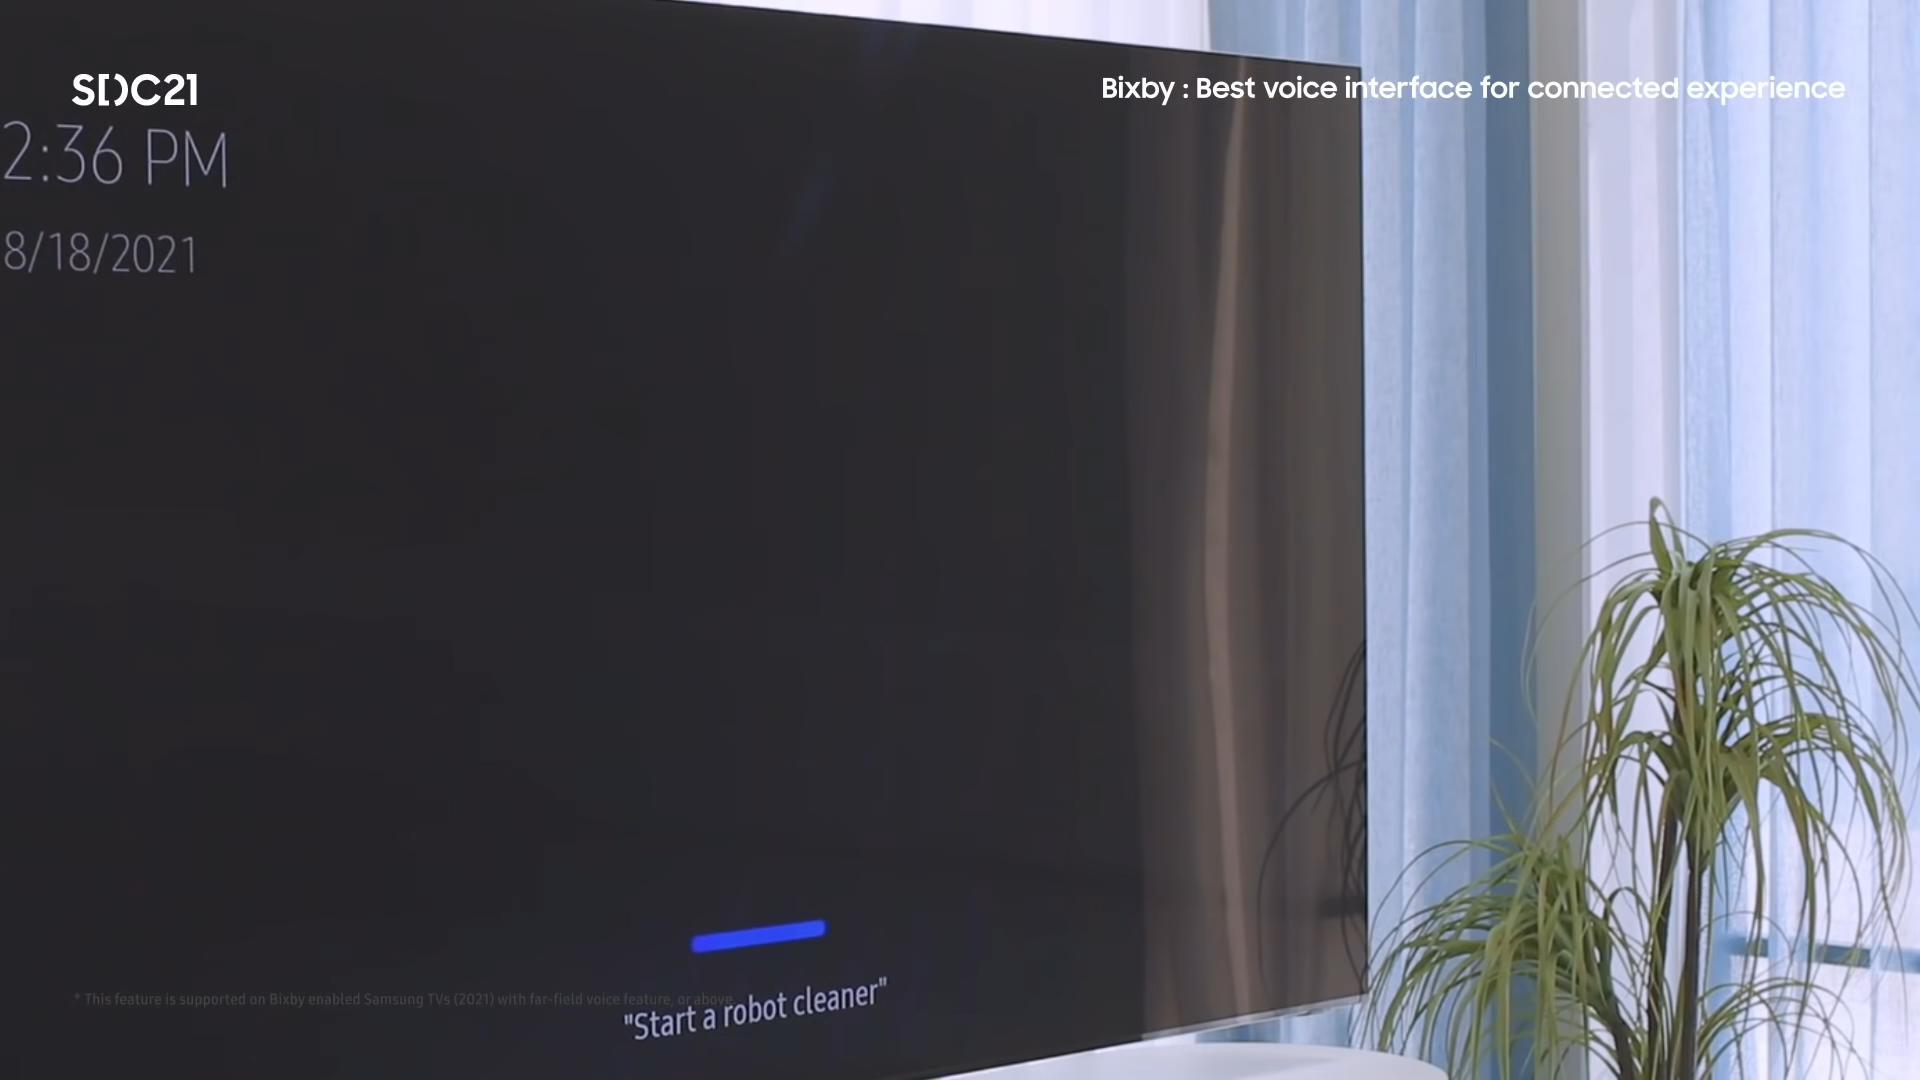 SDC21
Bixby : Best voice interface for connected experience
2:36 PM
8/18/2021
* This feature is supported on Bixby enabled Samsung TVs (2021) with far-field voice feature, or above
"Start a robot cleaner"